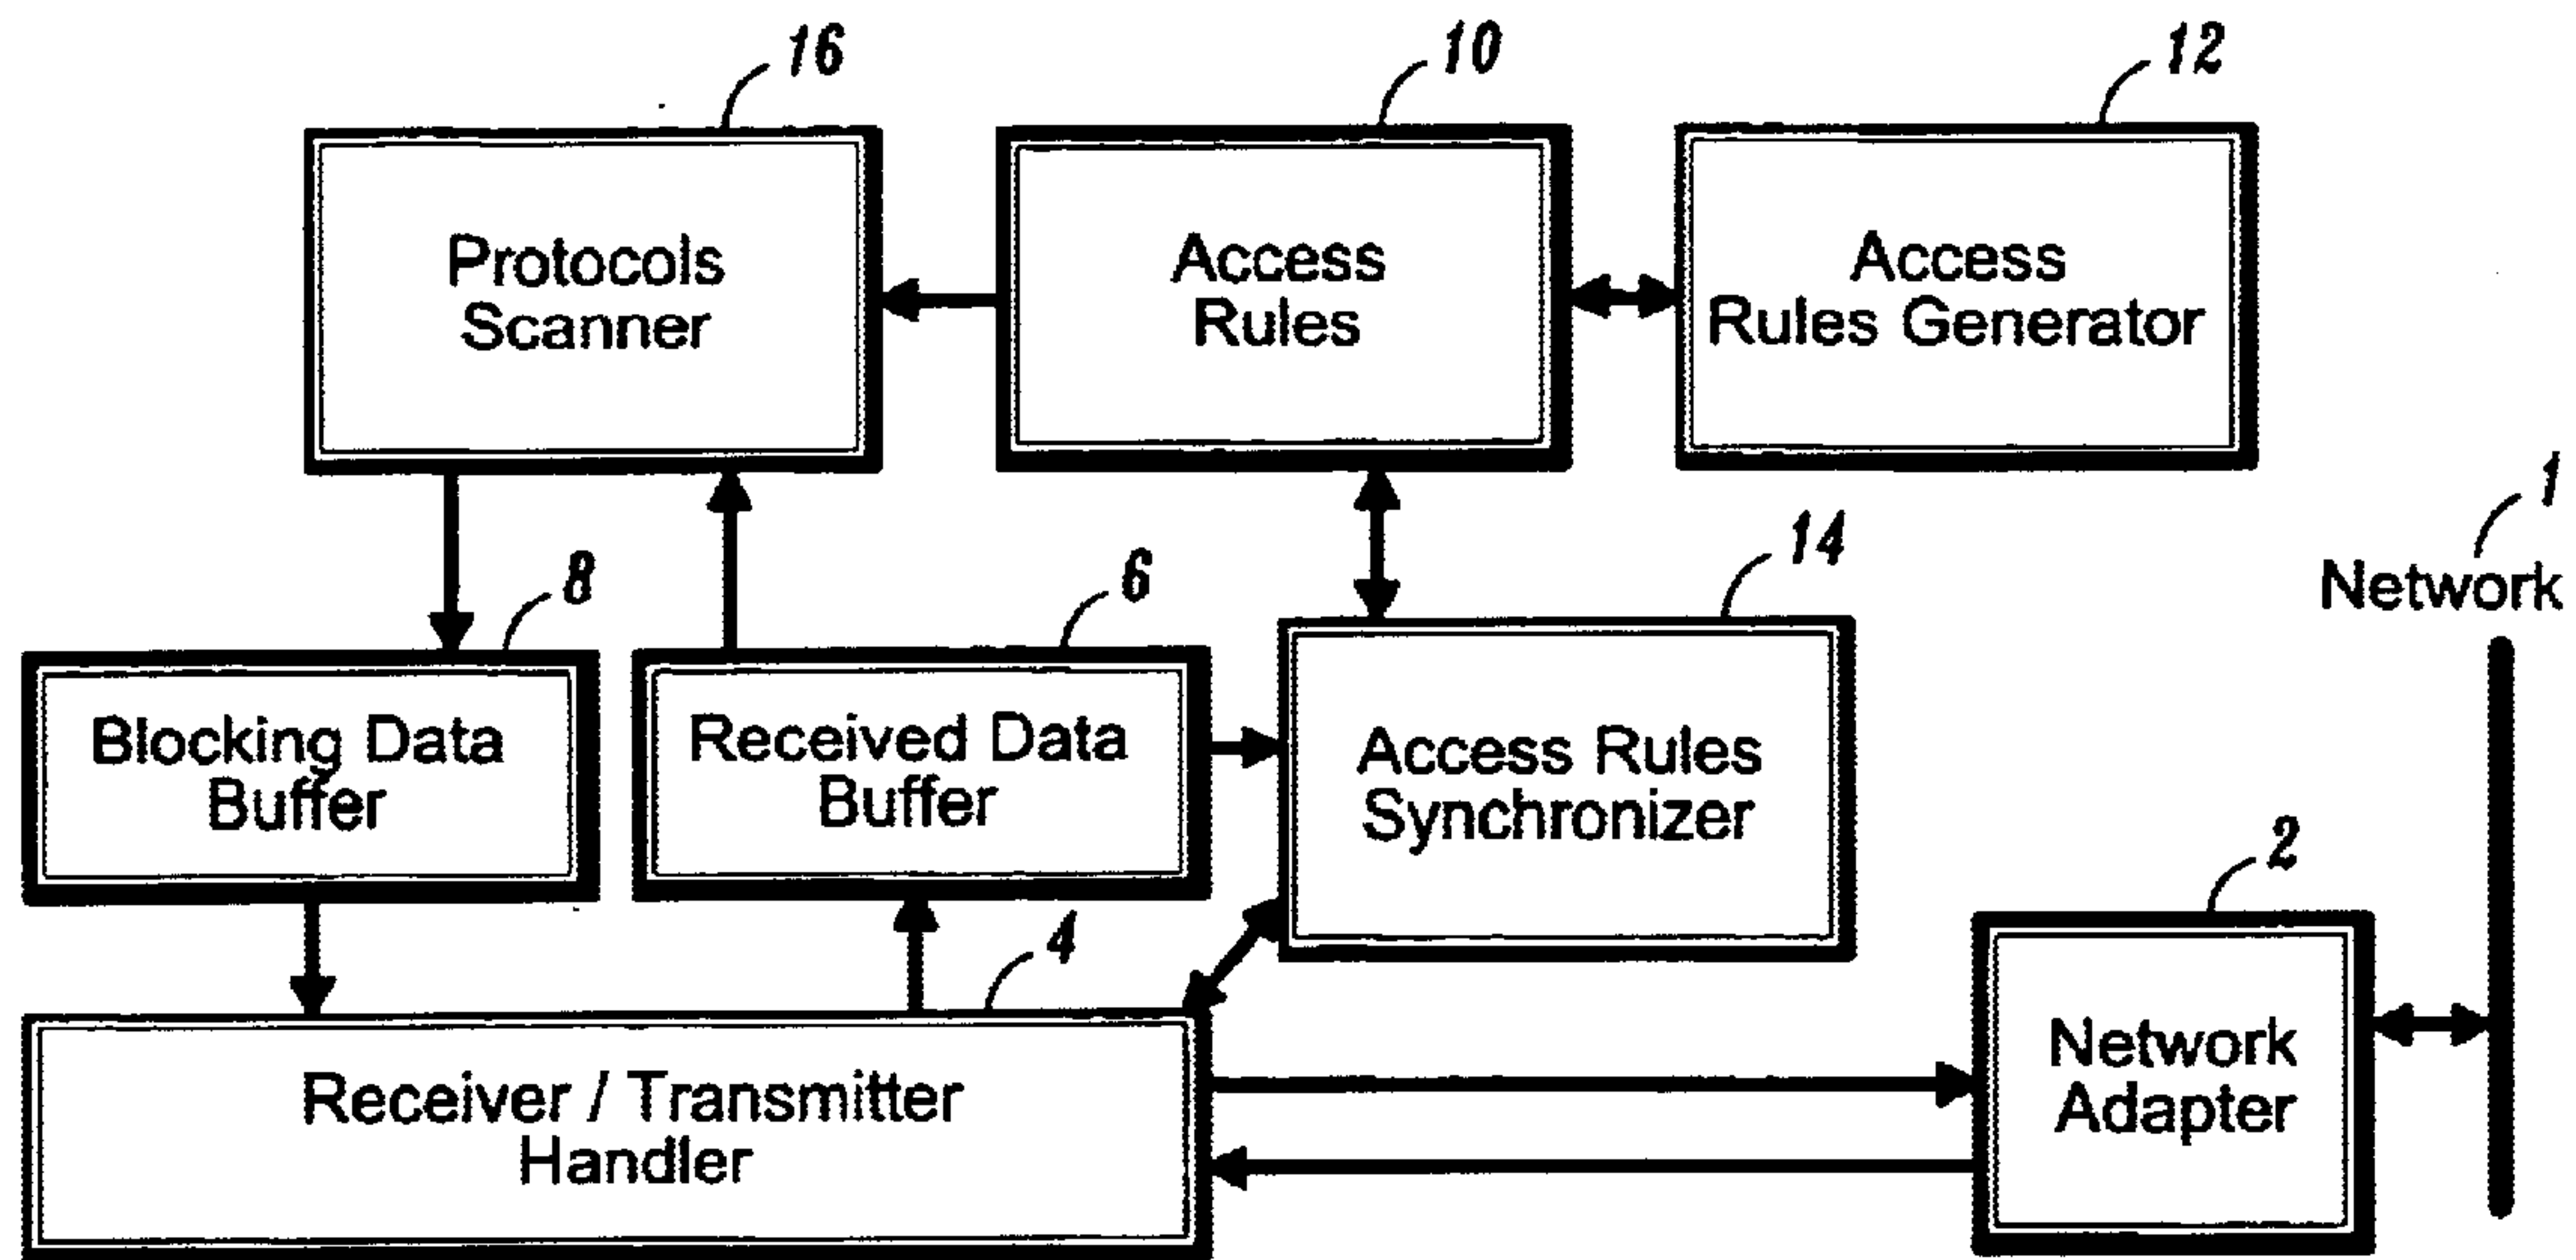 16
10
12
Protocols
Scanner
Access
Rules
Access
Rules Generator
1
Network
8
6
14
Blocking Data
Buffer
Received Data
Buffer
Access Rules
Synchronizer
4
2
Receiver / Transmitter
Handler
Network
Adapter